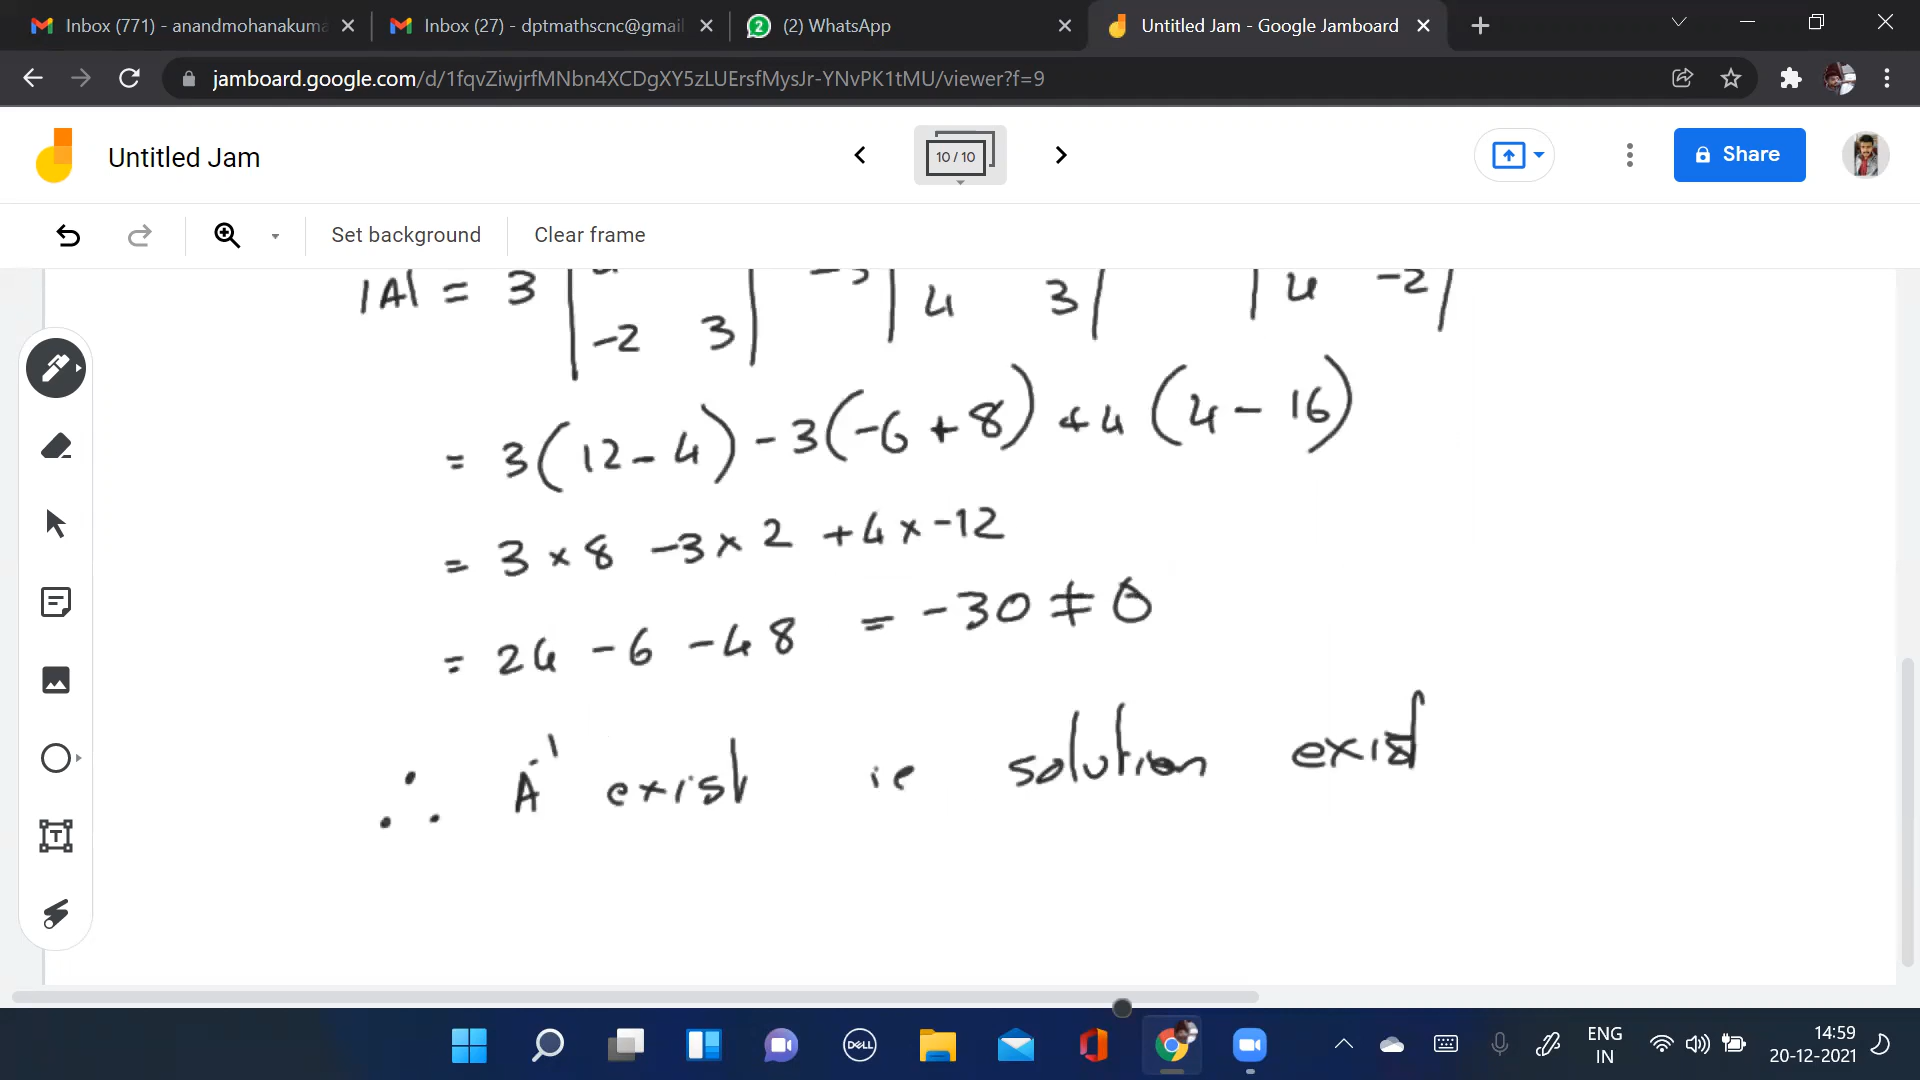 Inbox (771) - anandmohanakuma
Inbox (27) - dptmathscnc@gmail
2 (2) WhatsApp
Untitled Jam - Google Jamboard
jamboard.google.com/d/1fqvZiwjrfMNbn4XCDgXY5zLUErsfMysJr-YNvPK1tMU/viewer?f=9
Untitled Jam
10 / 10
Share
Set background
Clear frame
|A| = 3 | -3 | 4 3 | | 4 -2 |
-2 3
= 3(12-4) -3(-6+8) +4(4-16)
= 3×8 -3×2 +4×-12
= 24 -6 -48 = -30 ≠ 0
∴ A⁻¹ exist ie solution exist
T
DELL
ENG
IN
14:59
20-12-2021